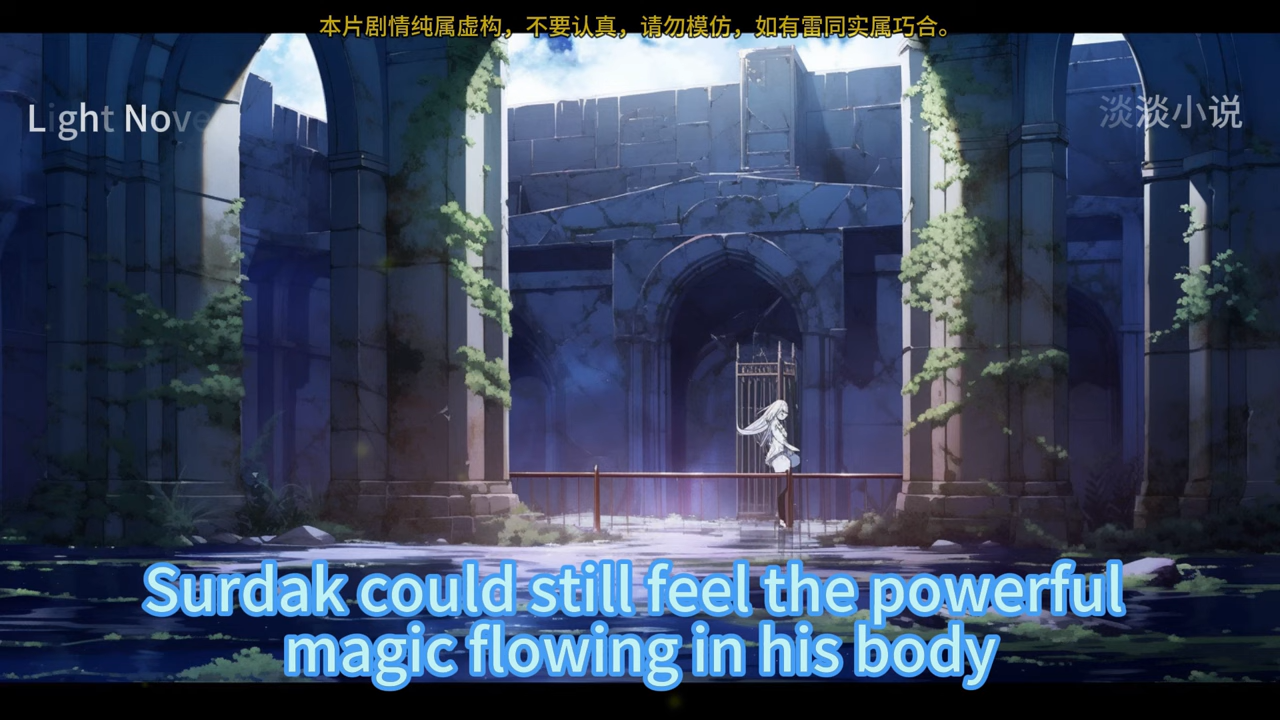 本片剧情纯属虚构，不要认真，请勿模仿，如有雷同实属巧合。
Light Nove
淡淡小说
Surdak could still feel the powerful
magic flowing in his body